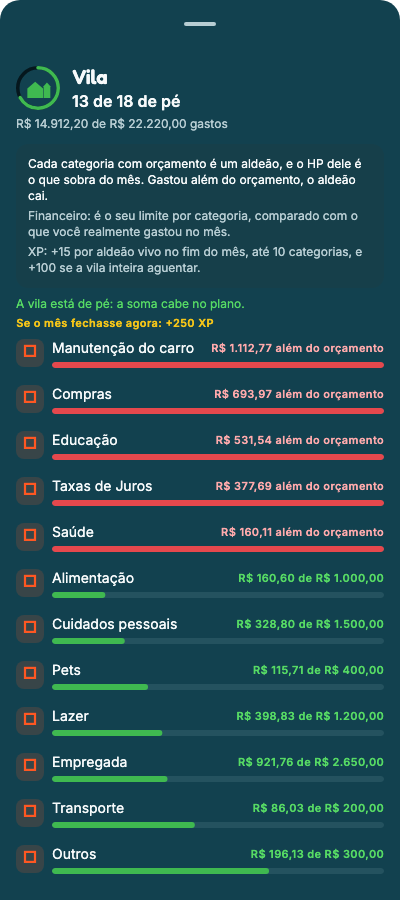 Vila
13 de 18 de pé
R$ 14.912,20 de R$ 22.220,00 gastos
Cada categoria com orçamento é um aldeão, e o HP dele é
o que sobra do mês. Gastou além do orçamento, o aldeão
cai.
Financeiro: é o seu limite por categoria, comparado com o
que você realmente gastou no mês.
XP: +15 por aldeão vivo no fim do mês, até 10 categorias, e
+100 se a vila inteira aguentar.
A vila está de pé: a soma cabe no plano.
Se o mês fechasse agora: +250 XP
Manutenção do carro R$ 1.112,77 além do orçamento
Compras R$ 693,97 além do orçamento
Educação R$ 531,54 além do orçamento
Taxas de Juros R$ 377,69 além do orçamento
Saúde R$ 160,11 além do orçamento
Alimentação R$ 160,60 de R$ 1.000,00
Cuidados pessoais R$ 328,80 de R$ 1.500,00
Pets R$ 115,71 de R$ 400,00
Lazer R$ 398,83 de R$ 1.200,00
Empregada R$ 921,76 de R$ 2.650,00
Transporte R$ 86,03 de R$ 200,00
Outros R$ 196,13 de R$ 300,00